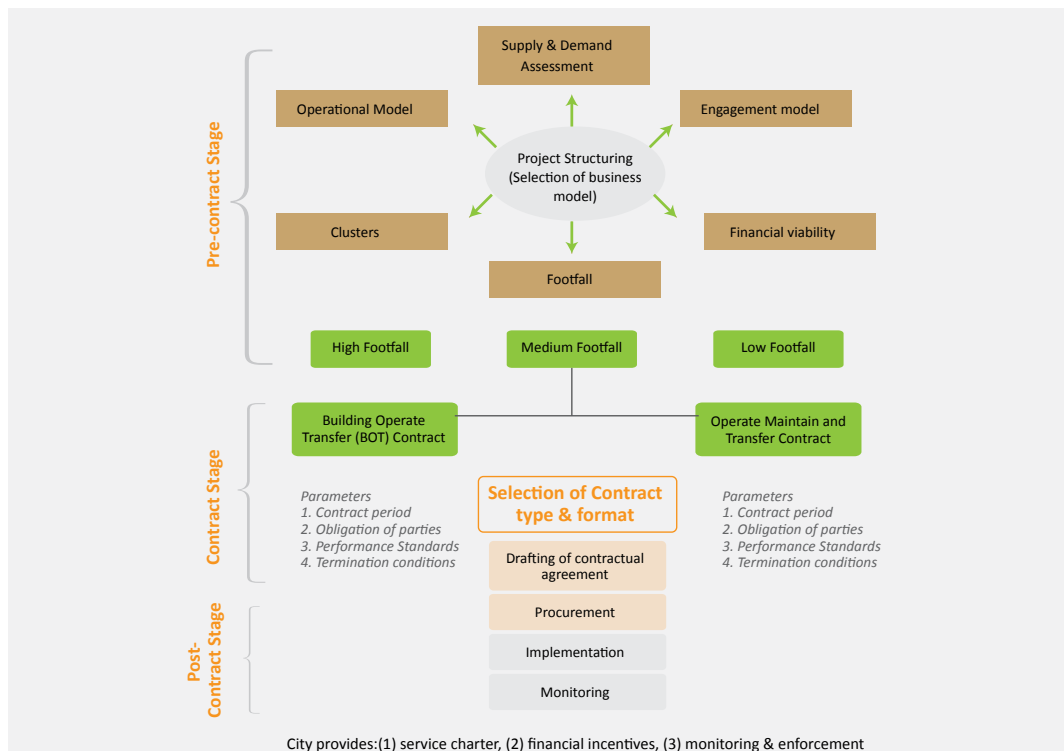 Pre-contract Stage
Supply & Demand
Assessment
Operational Model
Engagement model
Project Structuring
(Selection of business
model)
Clusters
Financial viability
Footfall
High Footfall
Medium Footfall
Low Footfall
Contract Stage
Building Operate
Transfer (BOT) Contract
Operate Maintain and
Transfer Contract
Parameters
1. Contract period
2. Obligation of parties
3. Performance Standards
4. Termination conditions
Selection of Contract
type & format
Parameters
1. Contract period
2. Obligation of parties
3. Performance Standards
4. Termination conditions
Drafting of contractual
agreement
Post-
Contract Stage
Procurement
Implementation
Monitoring
City provides:(1) service charter, (2) financial incentives, (3) monitoring & enforcement